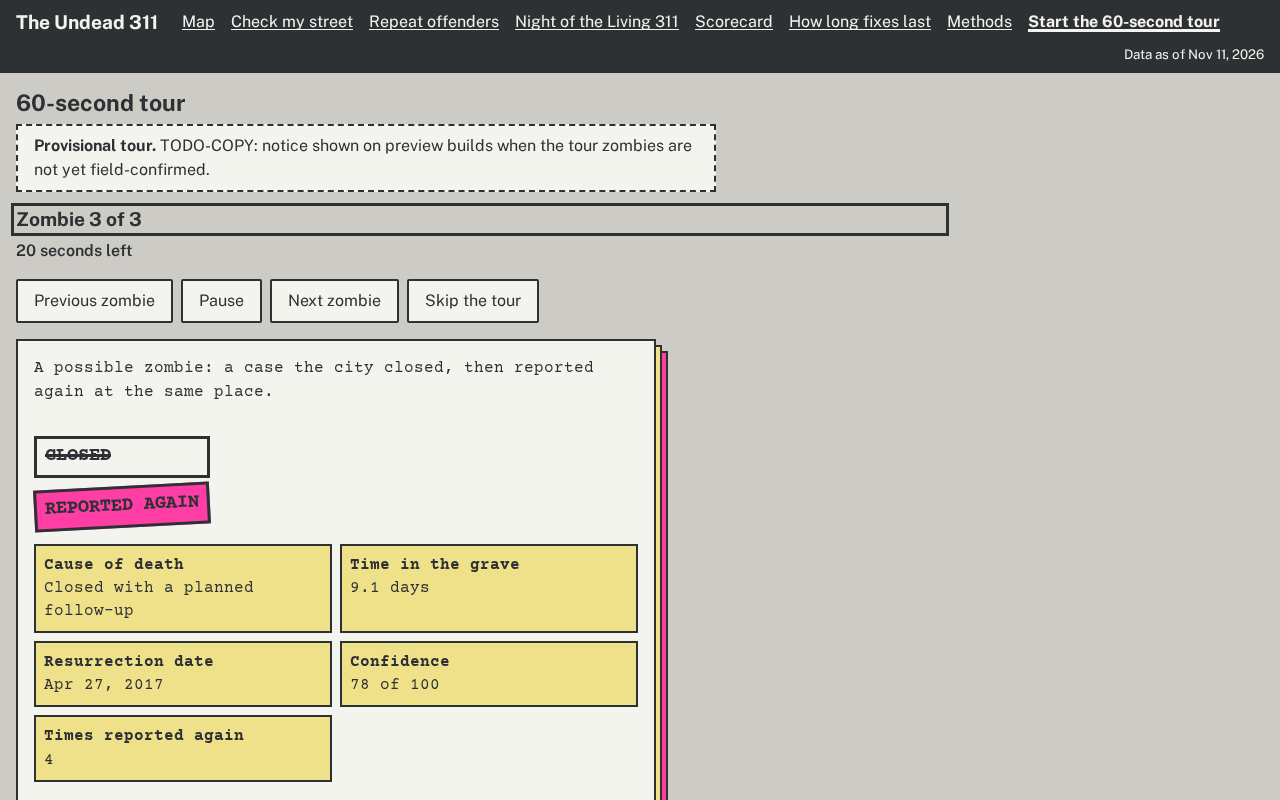 The Undead 311 Map Check my street Repeat offenders Night of the Living 311 Scorecard How long fixes last Methods Start the 60-second tour
Data as of Nov 11, 2026
60-second tour
Provisional tour. TODO-COPY: notice shown on preview builds when the tour zombies are
not yet field-confirmed.
Zombie 3 of 3
20 seconds left
Previous zombie Pause Next zombie Skip the tour
A possible zombie: a case the city closed, then reported
again at the same place.
CLOSED
REPORTED AGAIN
Cause of death
Closed with a planned
follow-up
Time in the grave
9.1 days
Resurrection date
Apr 27, 2017
Confidence
78 of 100
Times reported again
4